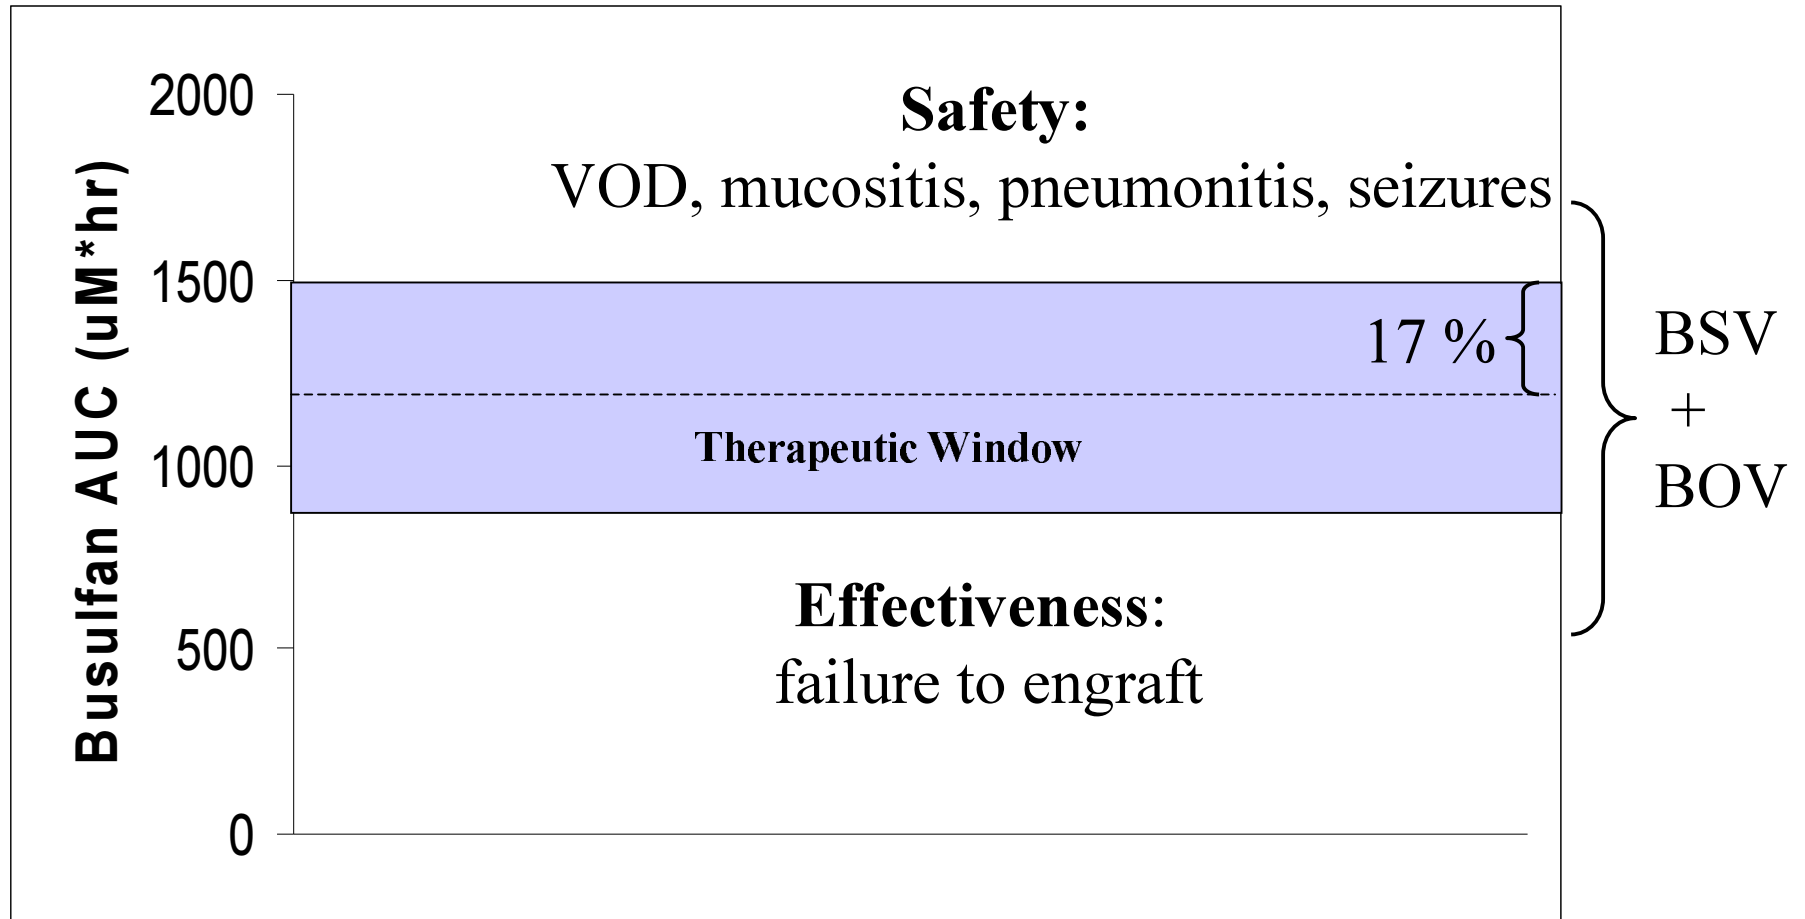 Busulfan AUC (uM*hr)
2000
1500
1000
500
0
Safety:
VOD, mucositis, pneumonitis, seizures
17 %
Therapeutic Window
Effectiveness:
failure to engraft
BSV
+
BOV